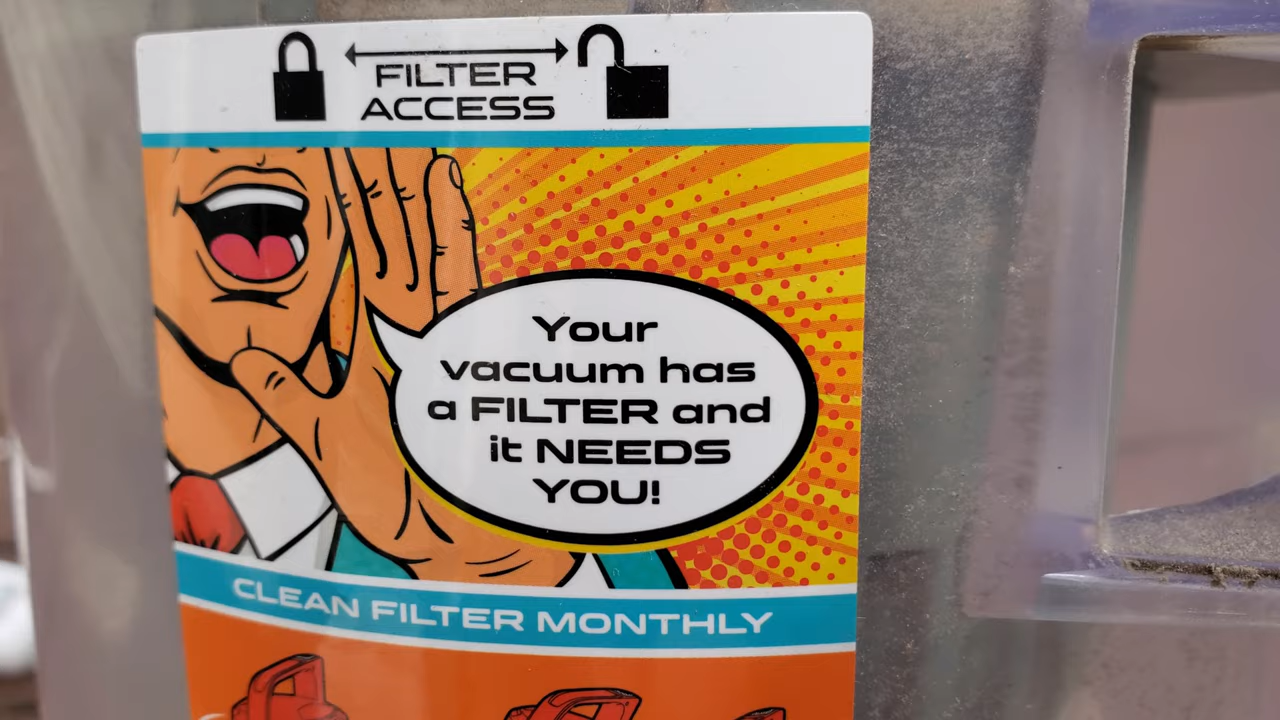 FILTER
ACCESS
Your
vacuum has
a FILTER and
it NEEDS
YOU!
CLEAN FILTER MONTHLY